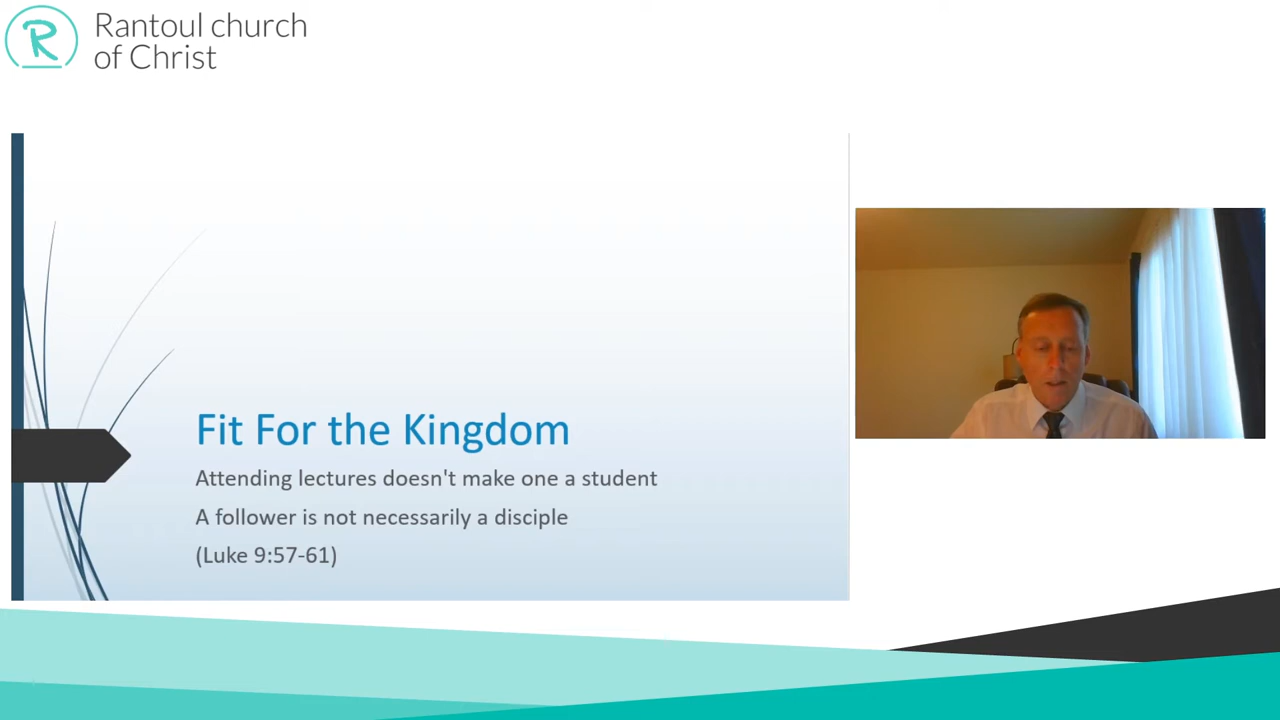 Rantoul church
of Christ
Fit For the Kingdom
Attending lectures doesn't make one a student
A follower is not necessarily a disciple
(Luke 9:57-61)